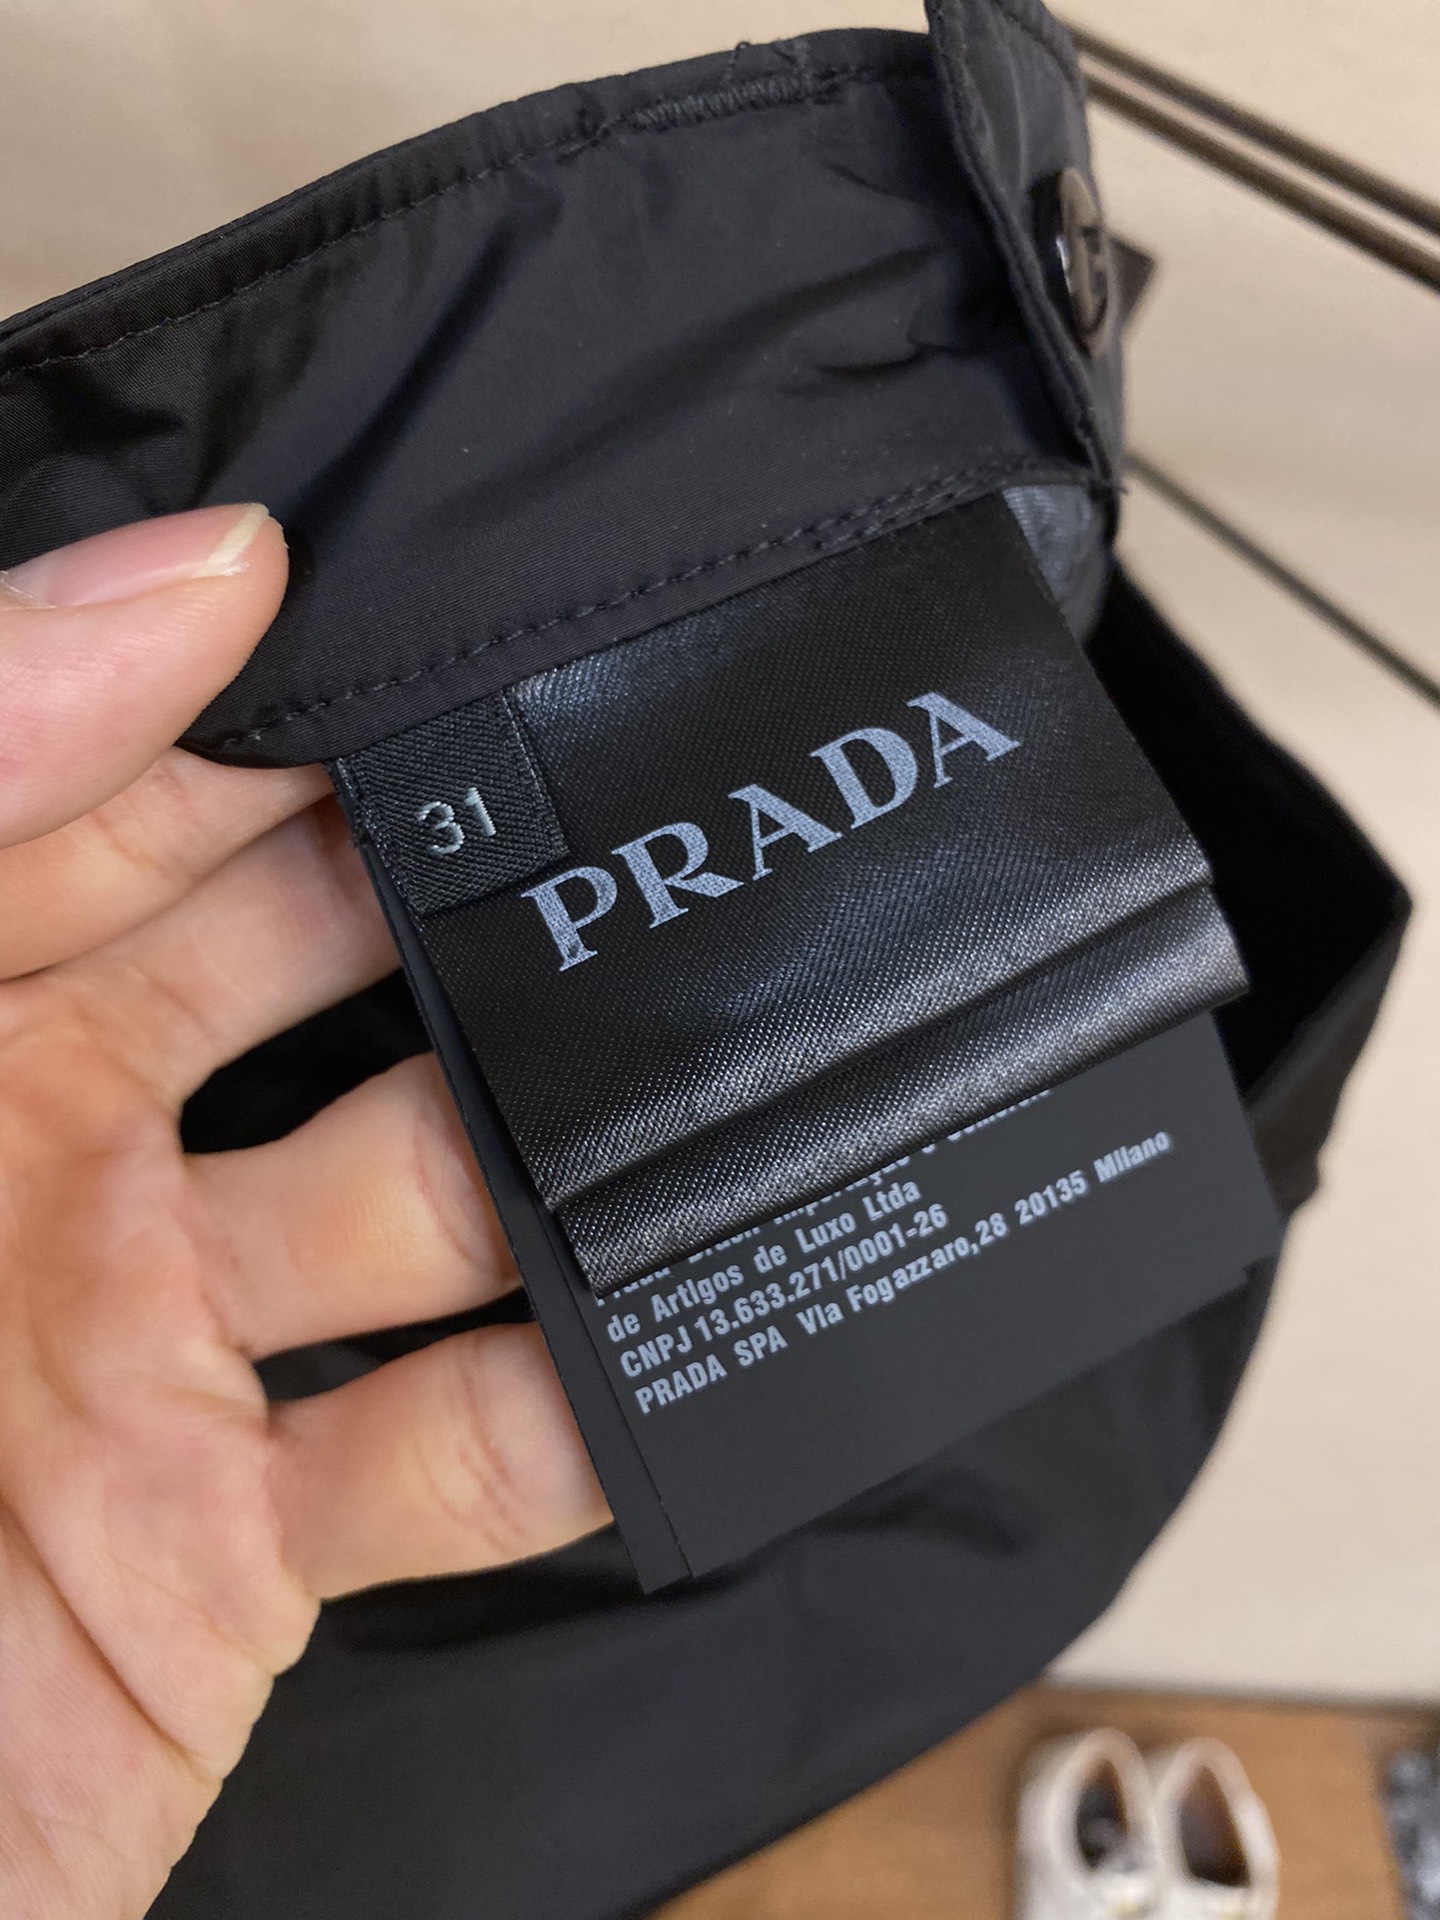 31
PRADA
de Artigos de Luxo Ltda
CNPJ 13.633.271/0001-26
PRADA SPA Via Fogazzaro,28 20135 Milano